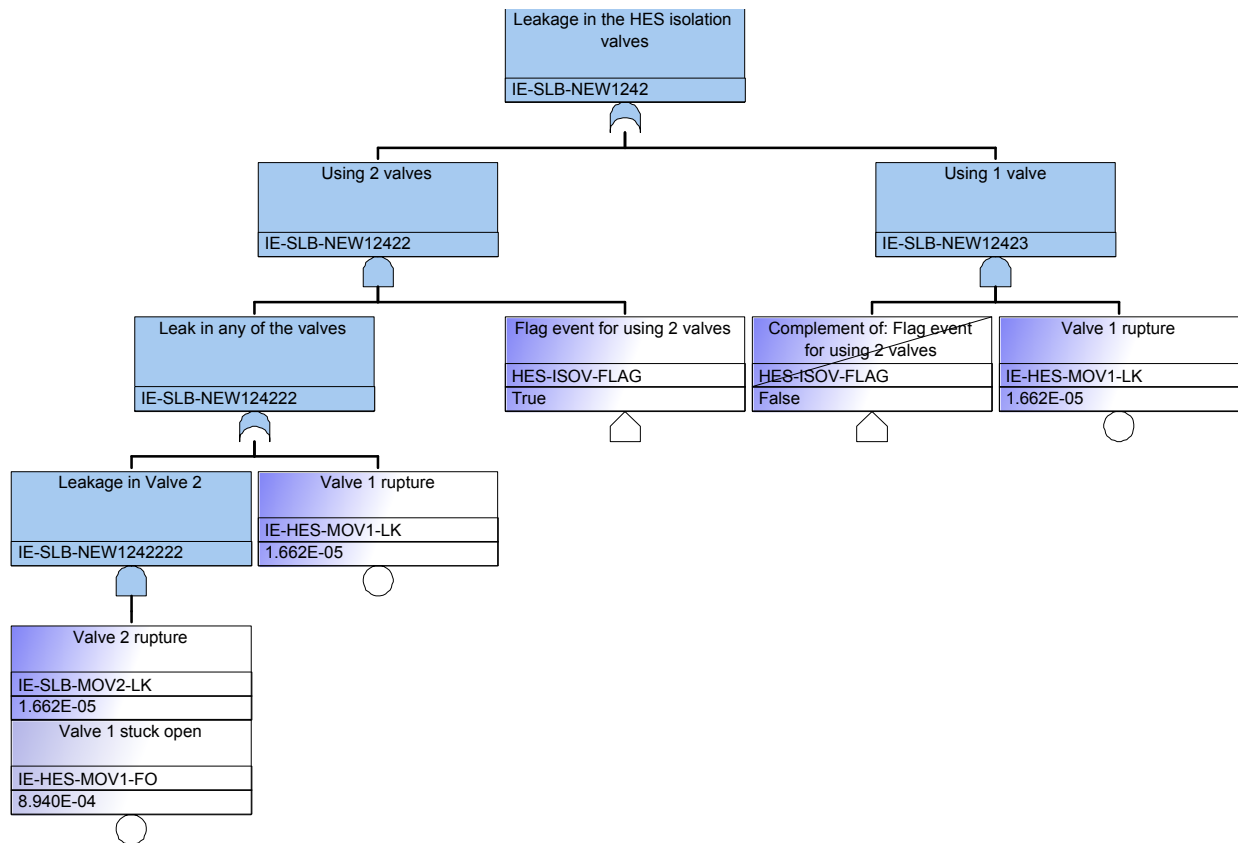 Leakage in the HES isolation
valves
IE-SLB-NEW1242
Using 2 valves
IE-SLB-NEW12422
Using 1 valve
IE-SLB-NEW12423
Leak in any of the valves
IE-SLB-NEW124222
Flag event for using 2 valves
HES-ISOV-FLAG
True
Complement of: Flag event
for using 2 valves
HES-ISOV-FLAG
False
Valve 1 rupture
IE-HES-MOV1-LK
1.662E-05
Leakage in Valve 2
IE-SLB-NEW1242222
Valve 1 rupture
IE-HES-MOV1-LK
1.662E-05
Valve 2 rupture
IE-SLB-MOV2-LK
1.662E-05
Valve 1 stuck open
IE-HES-MOV1-FO
8.940E-04